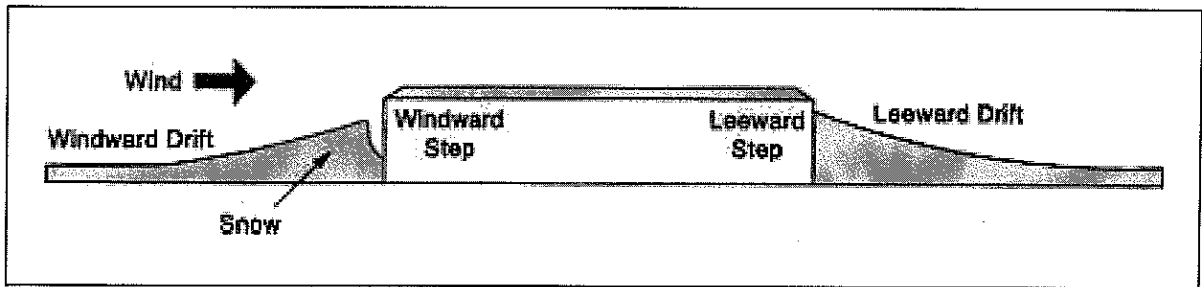 Wind
Windward Drift
Windward
Step
Leeward
Step
Leeward Drift
Snow